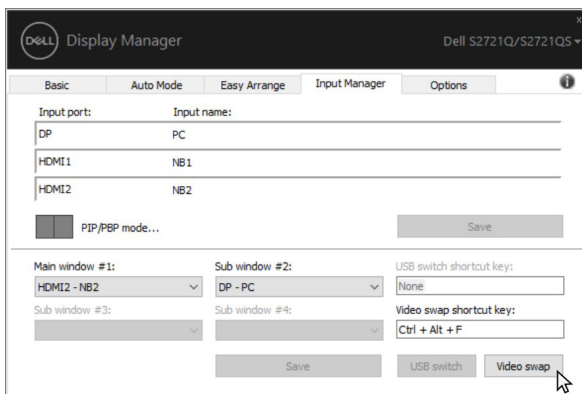 DELL Display Manager
x
Dell S2721Q/S2721QS
Basic Auto Mode Easy Arrange Input Manager Options i
Input port: Input name:
DP PC
HDMI1 NB1
HDMI2 NB2
PIP/PBP mode... Save
Main window #1: Sub window #2: USB switch shortcut key:
HDMI2 - NB2 DP - PC None
Sub window #3: Sub window #4: Video swap shortcut key:
Ctrl + Alt + F
Save USB switch Video swap